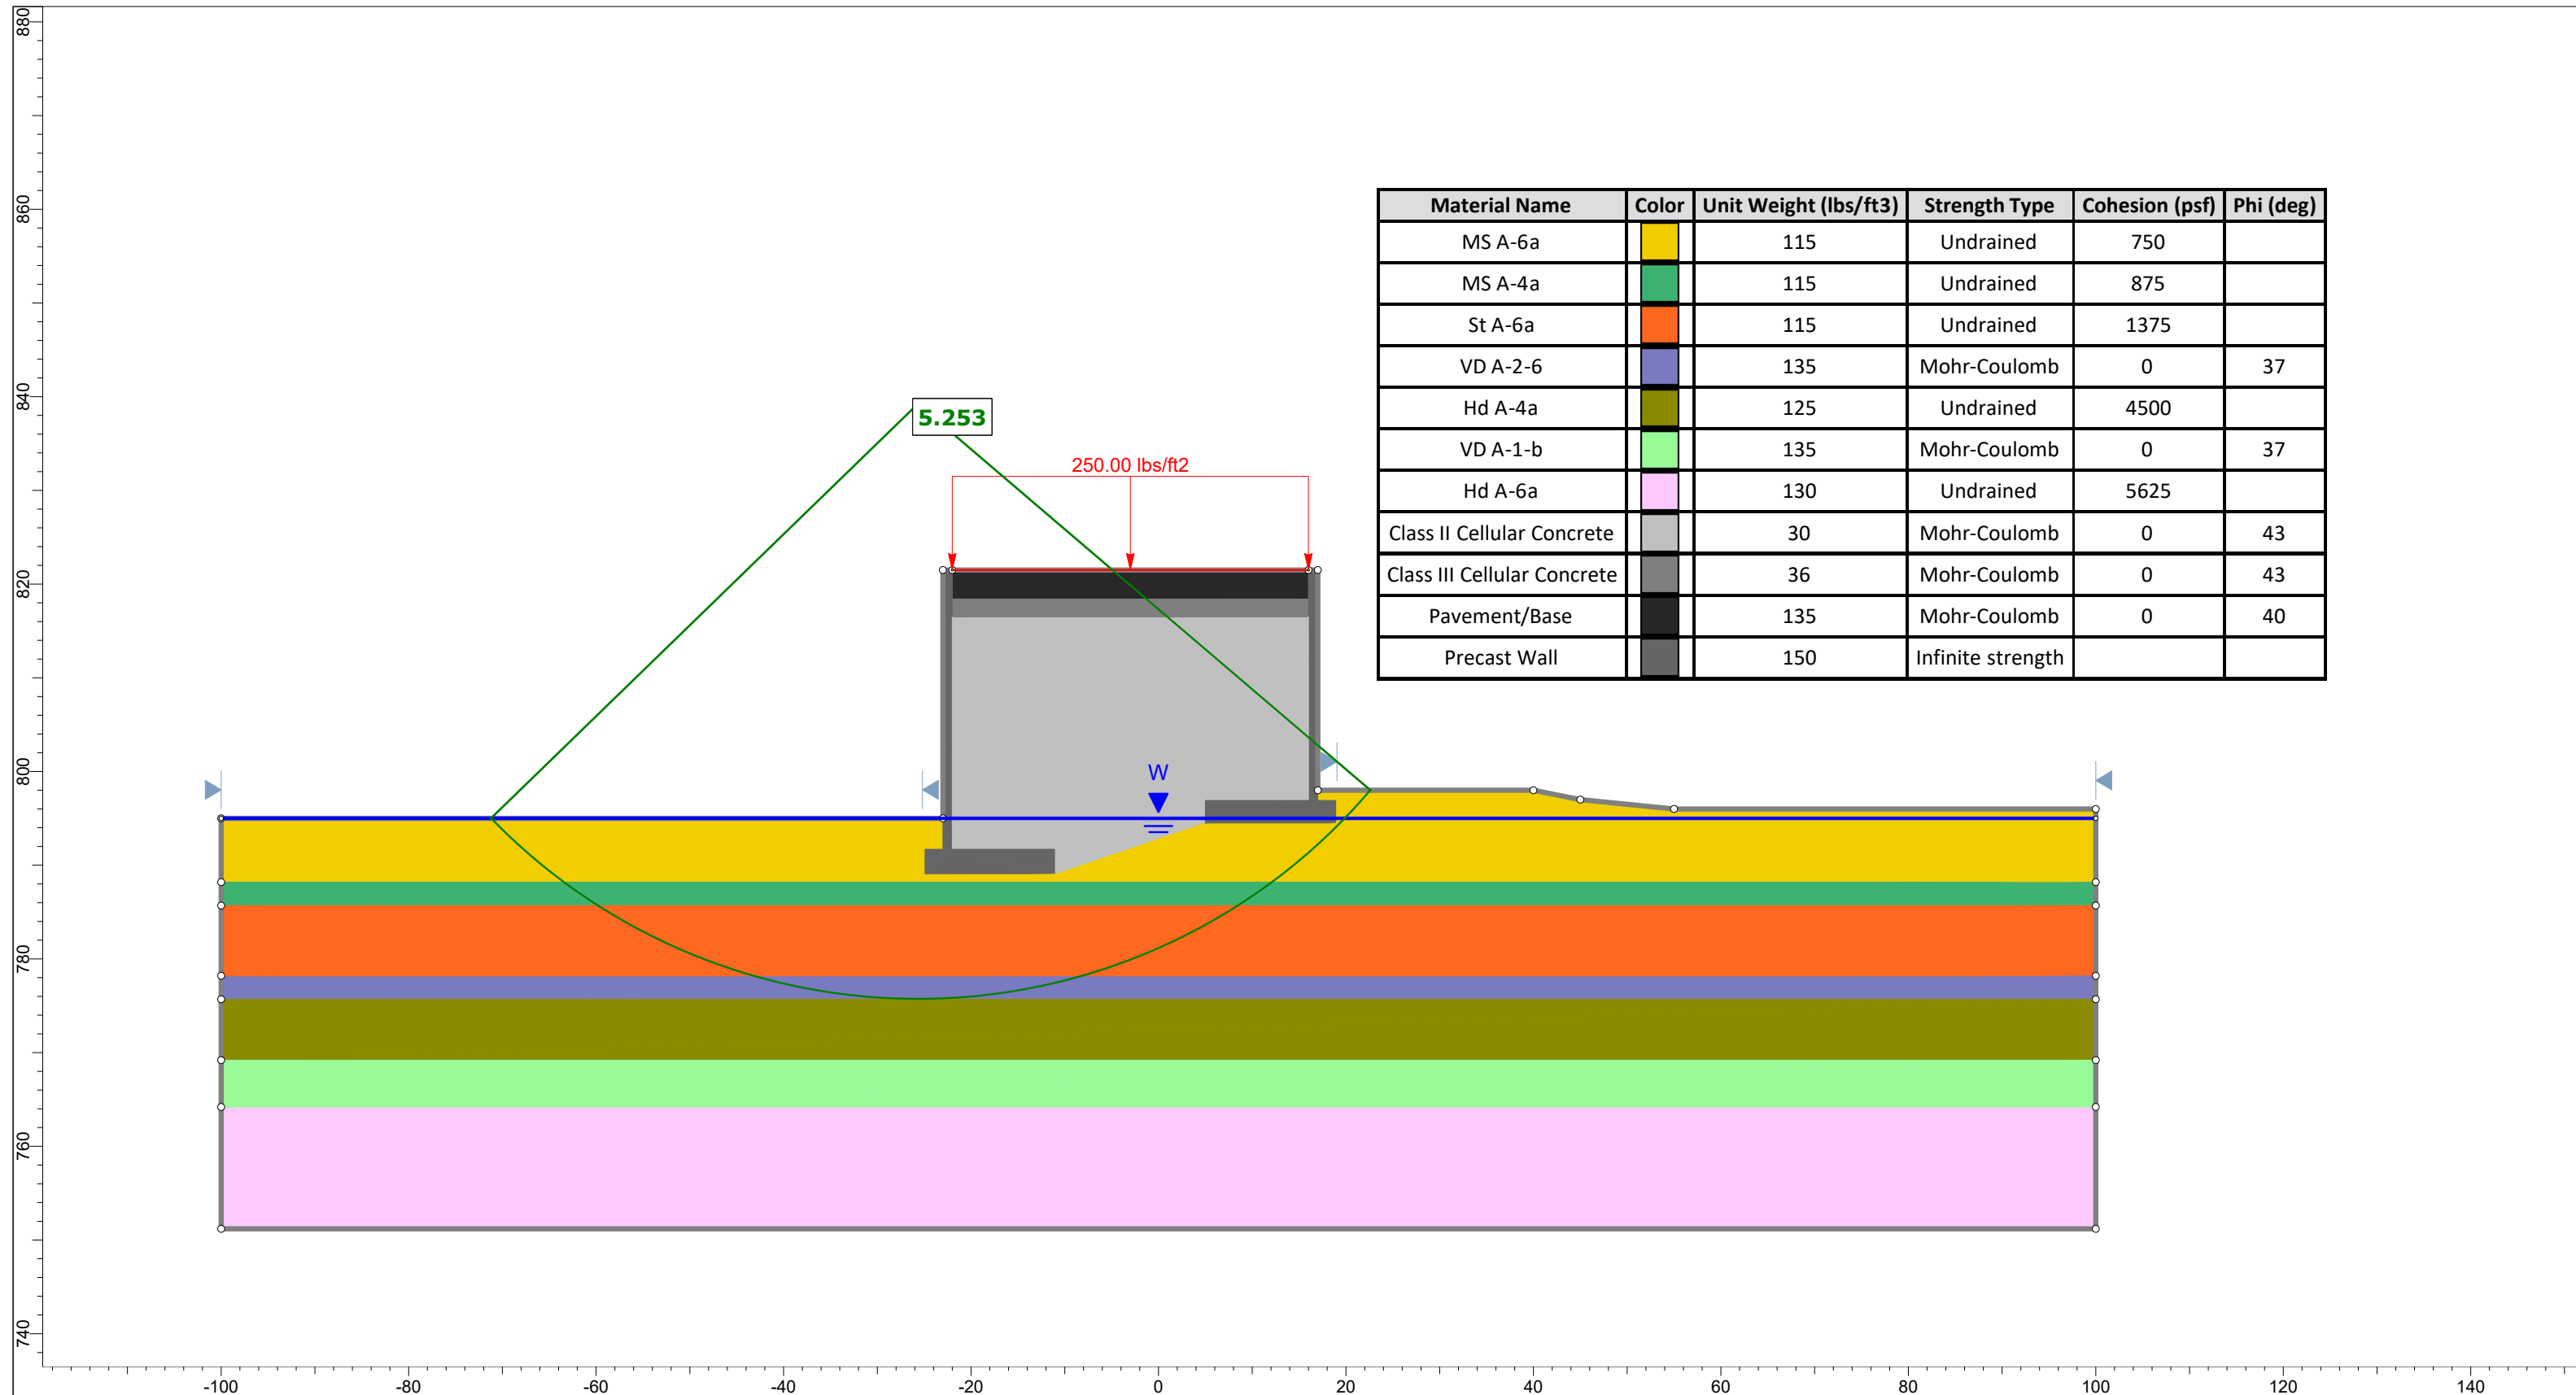 880
860
840
820
800
780
760
740
Material Name Color Unit Weight (lbs/ft3) Strength Type Cohesion (psf) Phi (deg)
MS A-6a 115 Undrained 750
MS A-4a 115 Undrained 875
St A-6a 115 Undrained 1375
VD A-2-6 135 Mohr-Coulomb 0 37
Hd A-4a 125 Undrained 4500
VD A-1-b 135 Mohr-Coulomb 0 37
Hd A-6a 130 Undrained 5625
Class II Cellular Concrete 30 Mohr-Coulomb 0 43
Class III Cellular Concrete 36 Mohr-Coulomb 0 43
Pavement/Base 135 Mohr-Coulomb 0 40
Precast Wall 150 Infinite strength
5.253
250.00 lbs/ft2
W
-100 -80 -60 -40 -20 0 20 40 60 80 100 120 140